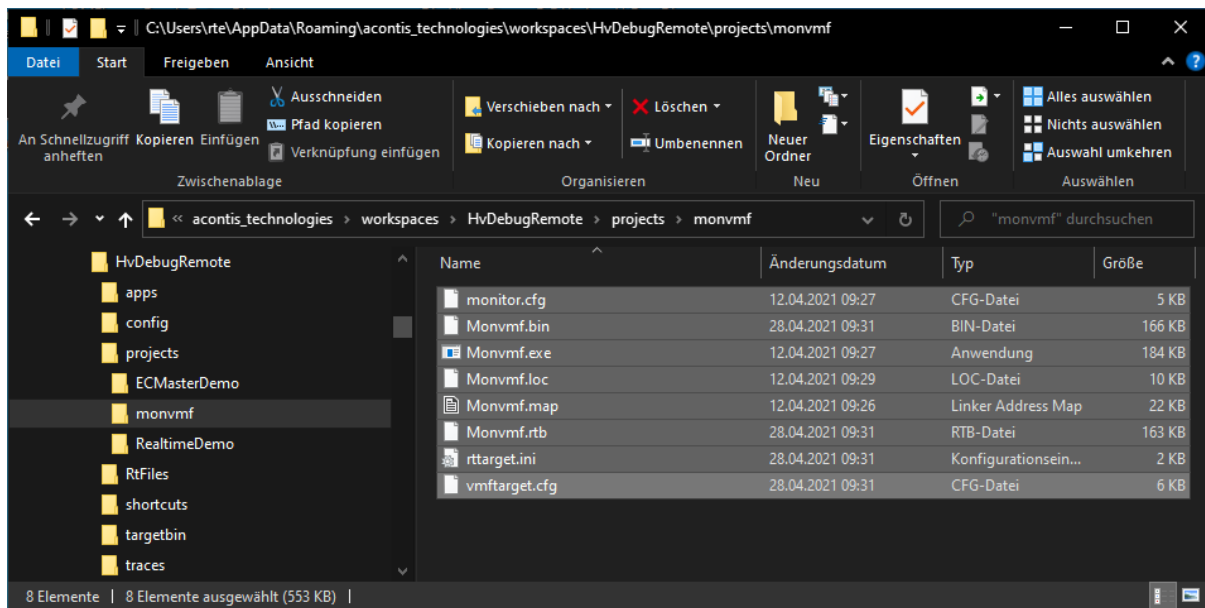 C:\Users\rte\AppData\Roaming\acontis_technologies\workspaces\HvDebugRemote\projects\monvmf
Datei Start Freigeben Ansicht
An Schnellzugriff anheften
Kopieren
Einfügen
Ausschneiden
Pfad kopieren
Verknüpfung einfügen
Zwischenablage
Verschieben nach
Kopieren nach
Löschen
Umbenennen
Organisieren
Neuer Ordner
Neu
Eigenschaften
Öffnen
Alles auswählen
Nichts auswählen
Auswahl umkehren
Auswählen
« acontis_technologies > workspaces > HvDebugRemote > projects > monvmf
"monvmf" durchsuchen
HvDebugRemote
apps
config
projects
ECMasterDemo
monvmf
RealtimeDemo
RtFiles
shortcuts
targetbin
traces
Name Änderungsdatum Typ Größe
monitor.cfg 12.04.2021 09:27 CFG-Datei 5 KB
Monvmf.bin 28.04.2021 09:31 BIN-Datei 166 KB
Monvmf.exe 12.04.2021 09:27 Anwendung 184 KB
Monvmf.loc 12.04.2021 09:29 LOC-Datei 10 KB
Monvmf.map 12.04.2021 09:26 Linker Address Map 22 KB
Monvmf.rtb 28.04.2021 09:31 RTB-Datei 163 KB
rttarget.ini 28.04.2021 09:31 Konfigurationsein... 2 KB
vmftarget.cfg 28.04.2021 09:31 CFG-Datei 6 KB
8 Elemente | 8 Elemente ausgewählt (553 KB) |